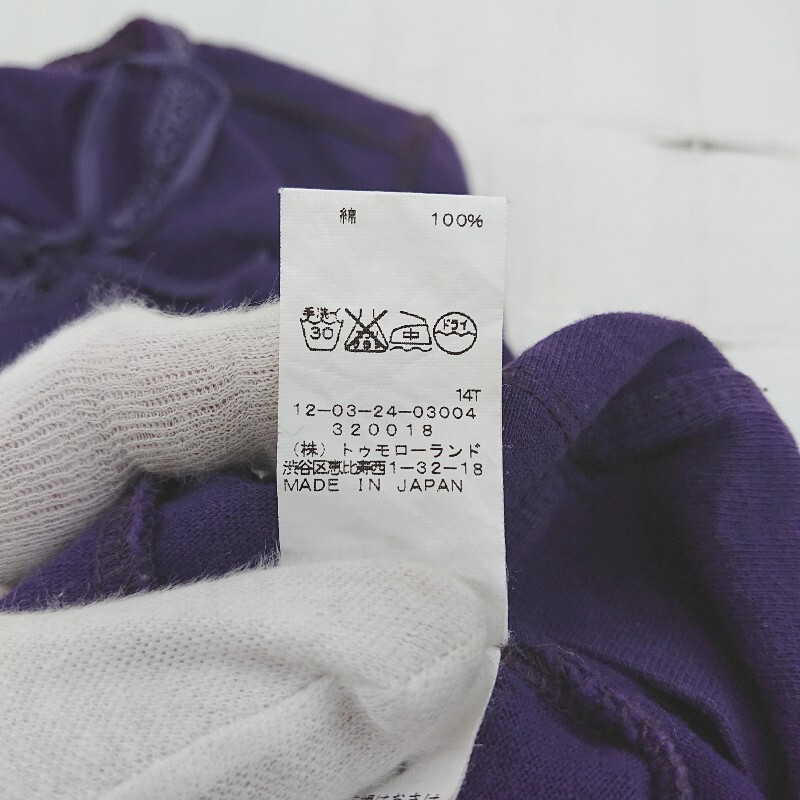 綿 100%
手洗イ 30 中 ドライ
14T
12-03-24-03004
320018
(株)トゥモローランド
渋谷区恵比寿西1-32-18
MADE IN JAPAN